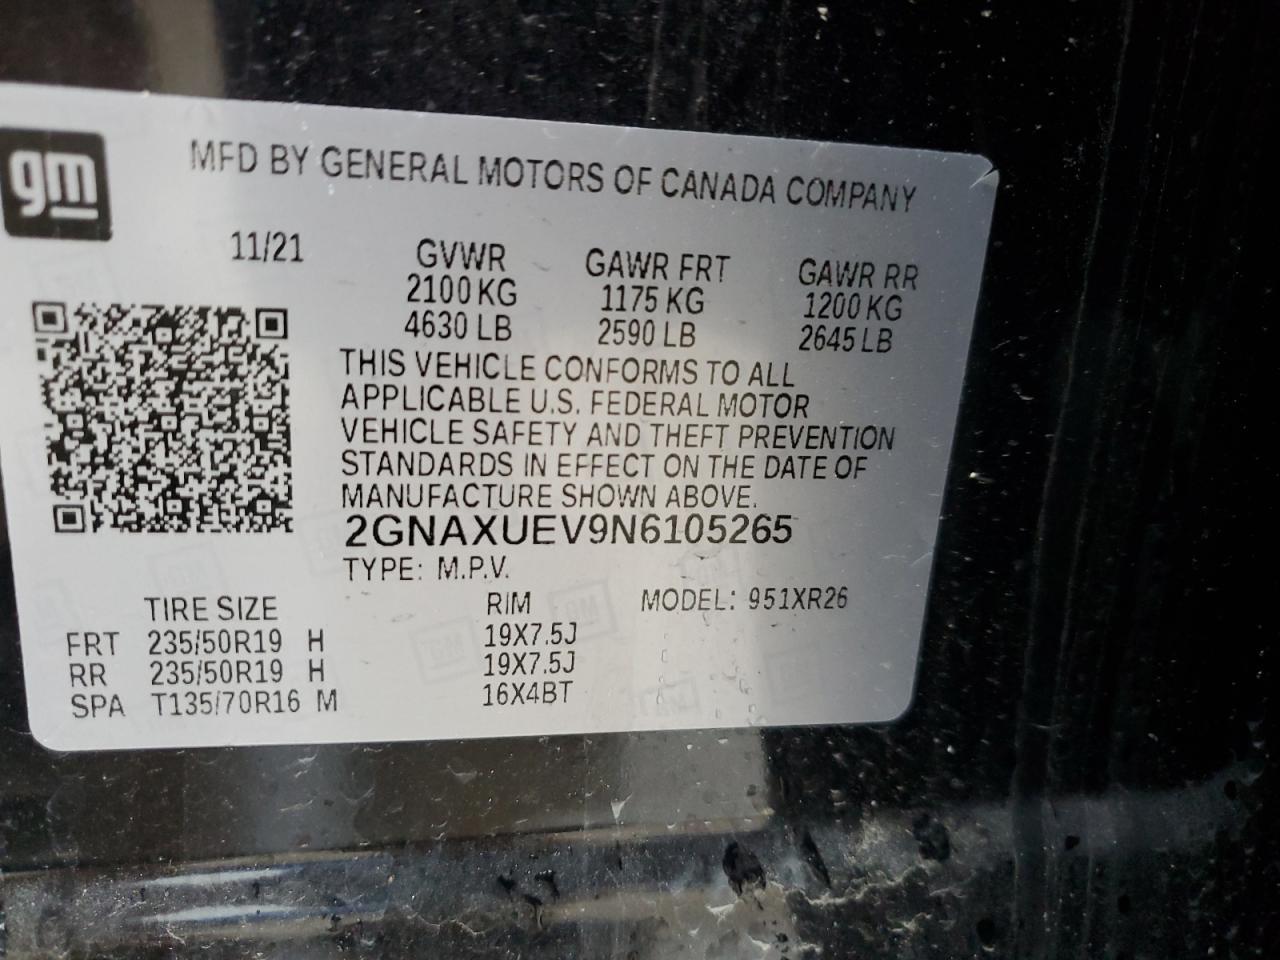 gm
MFD BY GENERAL MOTORS OF CANADA COMPANY
11/21 GVWR GAWR FRT GAWR RR
2100 KG 1175 KG 1200 KG
4630 LB 2590 LB 2645 LB
THIS VEHICLE CONFORMS TO ALL
APPLICABLE U.S. FEDERAL MOTOR
VEHICLE SAFETY AND THEFT PREVENTION
STANDARDS IN EFFECT ON THE DATE OF
MANUFACTURE SHOWN ABOVE.
2GNAXUEV9N6105265
TYPE: M.P.V.
TIRE SIZE RIM MODEL: 951XR26
FRT 235/50R19 H 19X7.5J
RR 235/50R19 H 19X7.5J
SPA T135/70R16 M 16X4BT